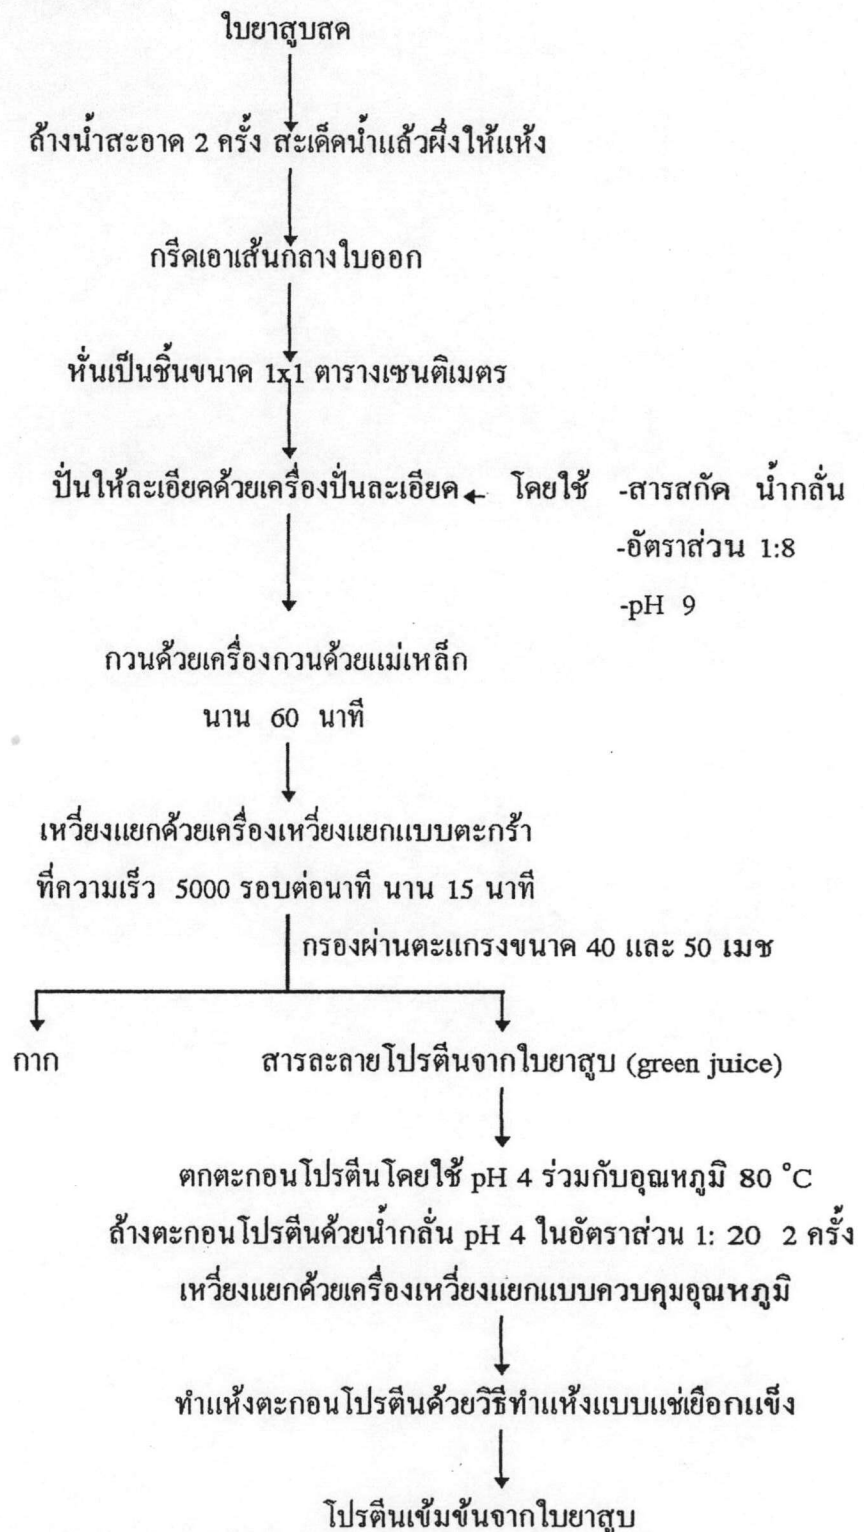 ใบยาสูบสด
ล้างน้ำสะอาด 2 ครั้ง สะเด็ดน้ำแล้วผึ่งให้แห้ง
กรีดเอาเส้นกลางใบออก
หั่นเป็นชิ้นขนาด 1x1 ตารางเซนติเมตร
ปั่นให้ละเอียดด้วยเครื่องปั่นละเอียด โดยใช้ -สารสกัด น้ำกลั่น
-อัตราส่วน 1:8
-pH 9
กวนด้วยเครื่องกวนด้วยแม่เหล็ก
นาน 60 นาที
เหวี่ยงแยกด้วยเครื่องเหวี่ยงแยกแบบตะกร้า
ที่ความเร็ว 5000 รอบต่อนาที นาน 15 นาที
กรองผ่านตะแกรงขนาด 40 และ 50 เมช
กาก สารละลายโปรตีนจากใบยาสูบ (green juice)
ตกตะกอนโปรตีนโดยใช้ pH 4 ร่วมกับอุณหภูมิ 80 °C
ล้างตะกอนโปรตีนด้วยน้ำกลั่น pH 4 ในอัตราส่วน 1: 20 2 ครั้ง
เหวี่ยงแยกด้วยเครื่องเหวี่ยงแยกแบบควบคุมอุณหภูมิ
ทำแห้งตะกอนโปรตีนด้วยวิธีทำแห้งแบบแช่เยือกแข็ง
โปรตีนเข้มข้นจากใบยาสูบ